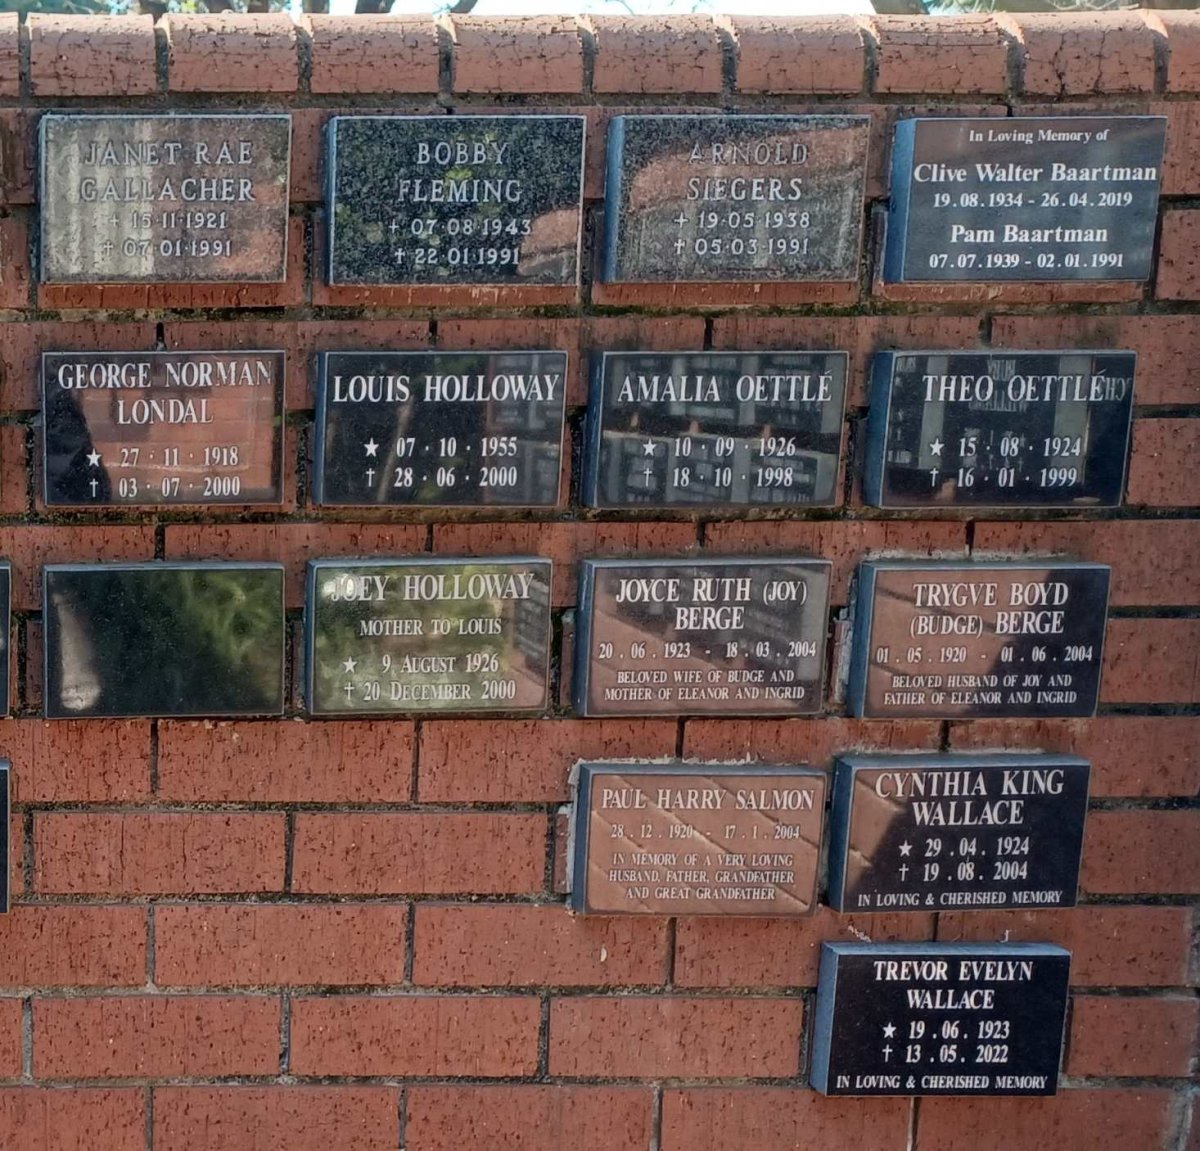 JANET RAE
GALLACHER
+ 15·11·1921
† 07·01·1991
BOBBY
FLEMING
+ 07·08·1943
† 22·01·1991
ARNOLD
SIEGERS
+ 19·05·1938
† 05·03·1991
In Loving Memory of
Clive Walter Baartman
19.08.1934 - 26.04.2019
Pam Baartman
07.07.1939 - 02.01.1991
GEORGE NORMAN
LONDAL
★ 27 · 11 · 1918
† 03 · 07 · 2000
LOUIS HOLLOWAY
★ 07 · 10 · 1955
† 28 · 06 · 2000
AMALIA OETTLÉ
★ 10 · 09 · 1926
† 18 · 10 · 1998
THEO OETTLÉ
★ 15 · 08 · 1924
† 16 · 01 · 1999
JOEY HOLLOWAY
MOTHER TO LOUIS
★ 9 AUGUST 1926
† 20 DECEMBER 2000
JOYCE RUTH (JOY)
BERGE
20 . 06 . 1923 - 18 . 03 . 2004
BELOVED WIFE OF BUDGE AND
MOTHER OF ELEANOR AND INGRID
TRYGVE BOYD
(BUDGE) BERGE
01 . 05 . 1920 - 01 . 06 . 2004
BELOVED HUSBAND OF JOY AND
FATHER OF ELEANOR AND INGRID
PAUL HARRY SALMON
28 . 12 . 1920 - 17 . 1 . 2004
IN MEMORY OF A VERY LOVING
HUSBAND, FATHER, GRANDFATHER
AND GREAT GRANDFATHER
CYNTHIA KING
WALLACE
★ 29 . 04 . 1924
† 19 . 08 . 2004
IN LOVING & CHERISHED MEMORY
TREVOR EVELYN
WALLACE
★ 19 . 06 . 1923
† 13 . 05 . 2022
IN LOVING & CHERISHED MEMORY